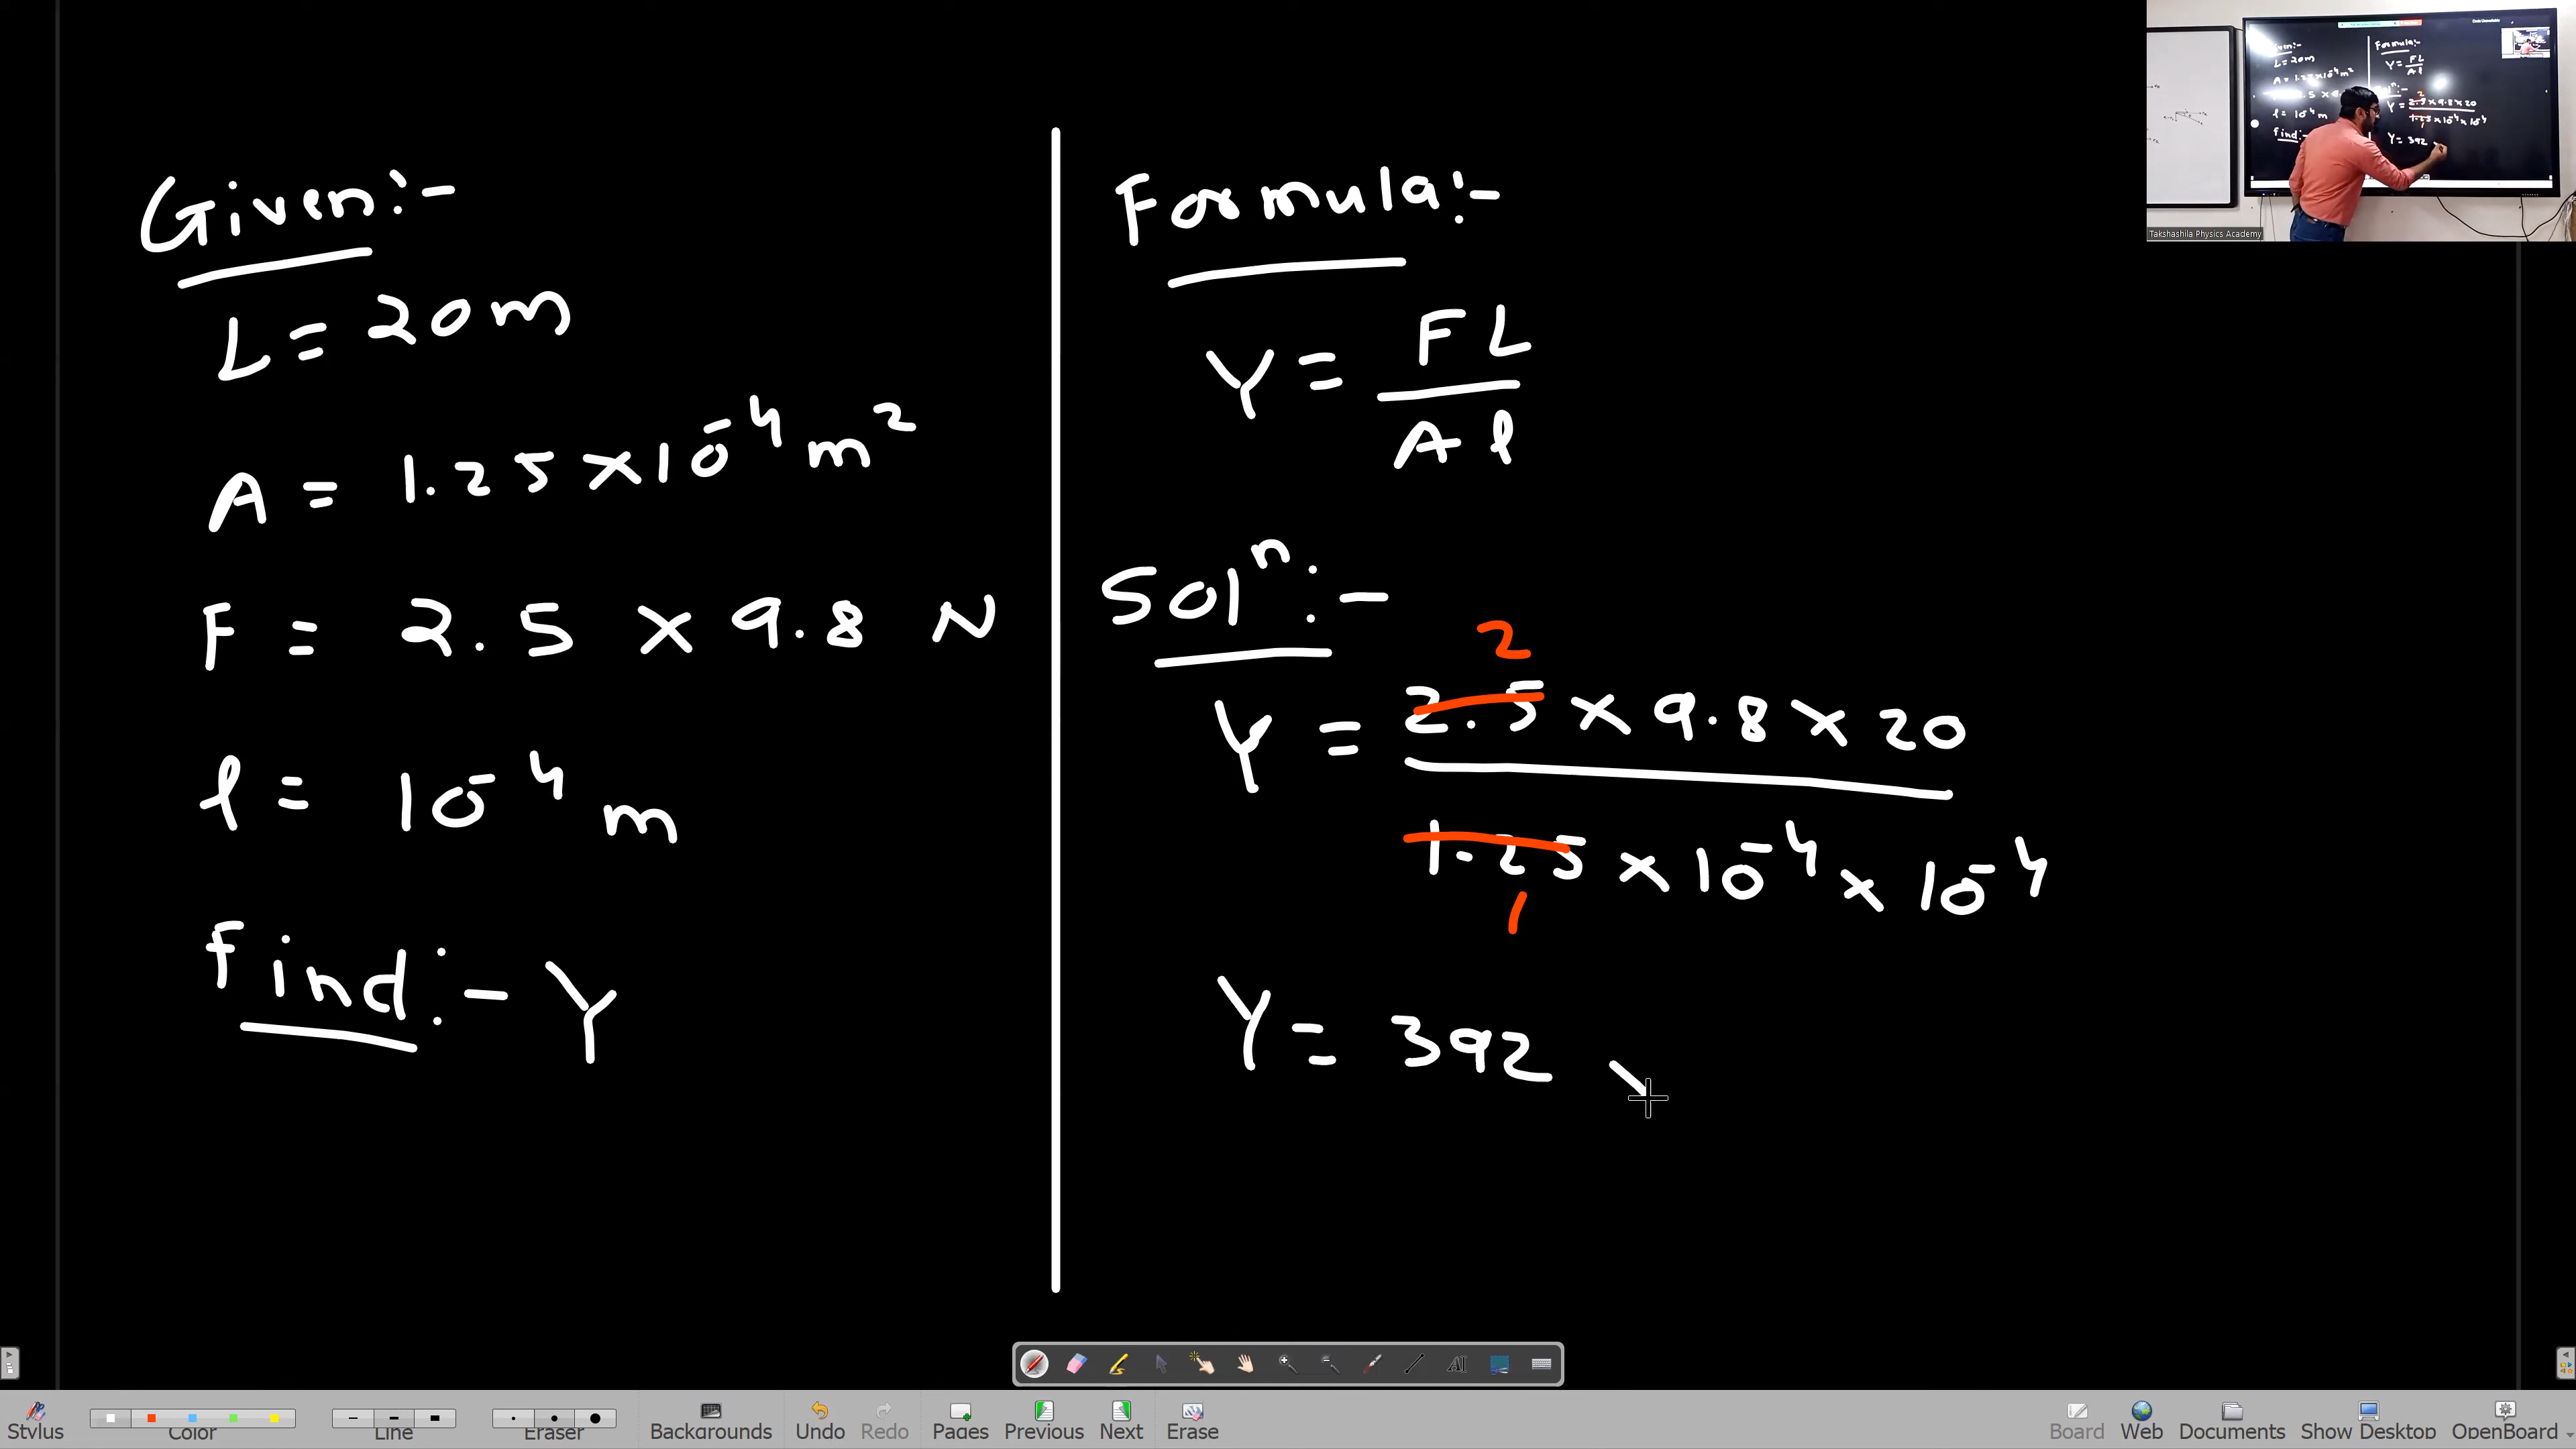 Given:-
L = 20m
A = 1.25 × 10⁻⁴ m²
F = 2.5 × 9.8 N
l = 10⁻⁴ m
Find:- Y
Formula:-
Y = FL
Al
Solⁿ:-
2
Y = 2.5 × 9.8 × 20
1.25 × 10⁻⁴ × 10⁻⁴
1
Y = 392
Takshashila Physics Academy
Stylus Color Line Eraser Backgrounds Undo Redo Pages Previous Next Erase Board Web Documents Show Desktop OpenBoard